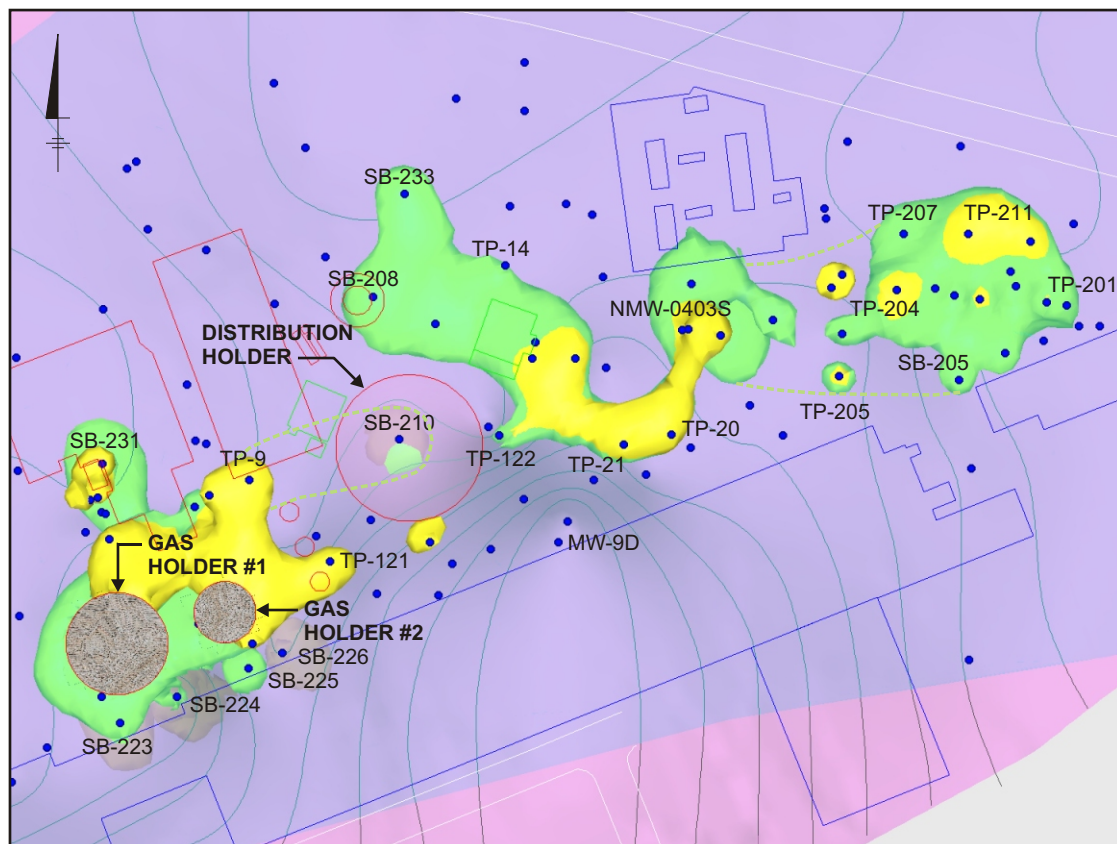 SB-233
TP-207
TP-211
TP-14
SB-208
TP-201
TP-204
NMW-0403S
DISTRIBUTION
HOLDER
SB-205
TP-205
SB-210
SB-231
TP-20
TP-122
TP-9
TP-21
GAS
HOLDER #1
MW-9D
TP-121
GAS
HOLDER #2
SB-226
SB-225
SB-224
SB-223